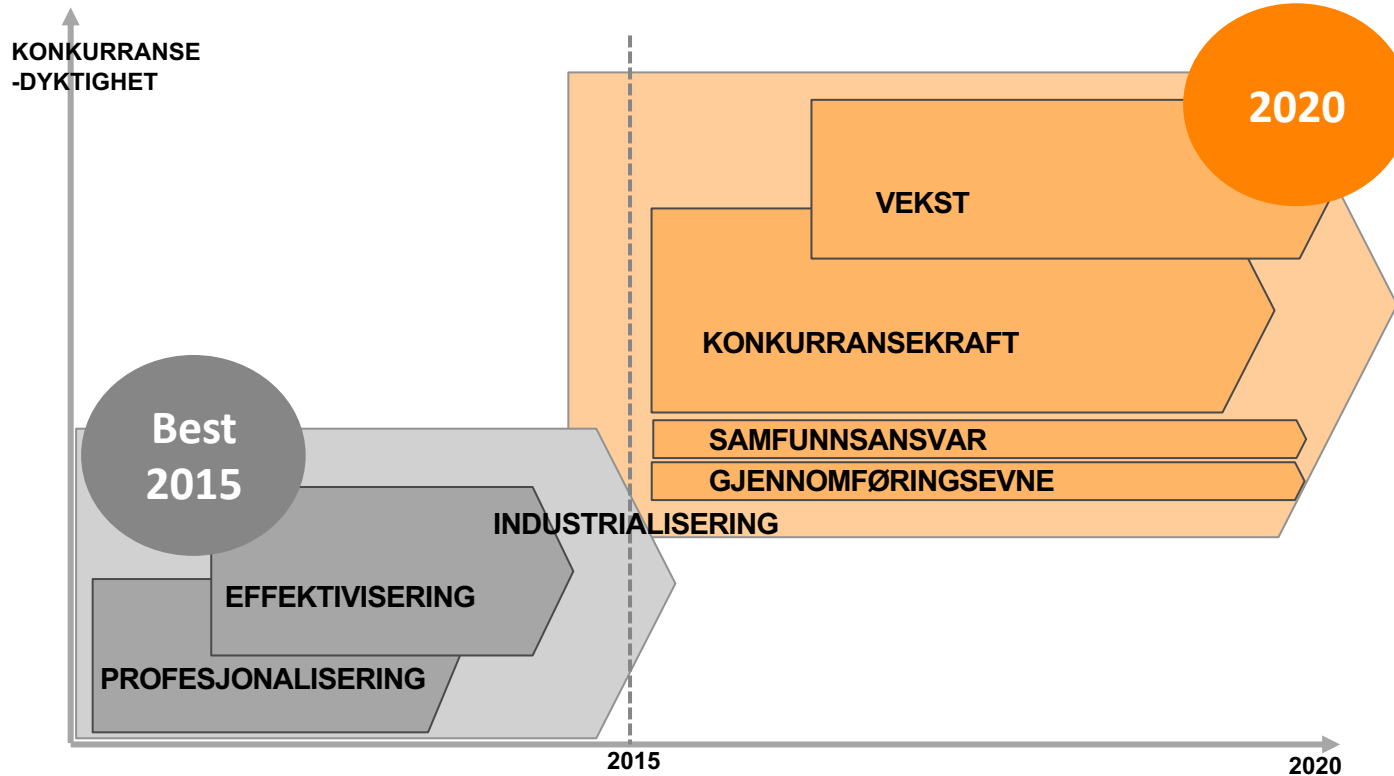 KONKURRANSE
-DYKTIGHET
2020
VEKST
KONKURRANSEKRAFT
SAMFUNNSANSVAR
GJENNOMFØRINGSEVNE
Best
2015
INDUSTRIALISERING
EFFEKTIVISERING
PROFESJONALISERING
2015
2020